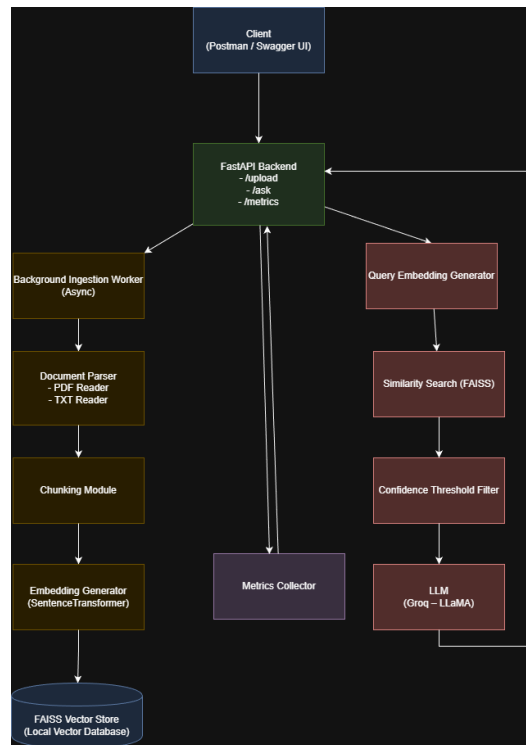 Client
(Postman / Swagger UI)
FastAPI Backend
- /upload
- /ask
- /metrics
Background Ingestion Worker
(Async)
Query Embedding Generator
Document Parser
- PDF Reader
- TXT Reader
Similarity Search (FAISS)
Chunking Module
Confidence Threshold Filter
Embedding Generator
(SentenceTransformer)
Metrics Collector
LLM
(Groq – LLaMA)
FAISS Vector Store
(Local Vector Database)